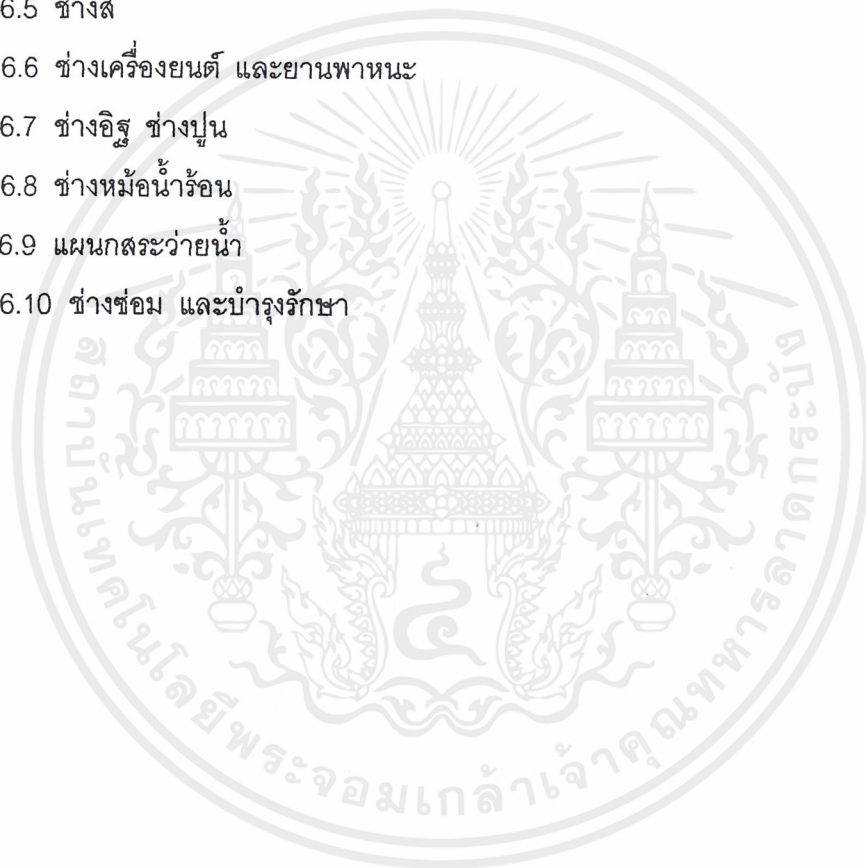 6.5 ช่างสี
6.6 ช่างเครื่องยนต์ และยานพาหนะ
6.7 ช่างอิฐ ช่างปูน
6.8 ช่างหม้อน้ำร้อน
6.9 แผนกสระว่ายน้ำ
6.10 ช่างซ่อม และบำรุงรักษา
สถาบันเทคโนโลยีพระจอมเกล้าเจ้าคุณทหารลาดกระบัง